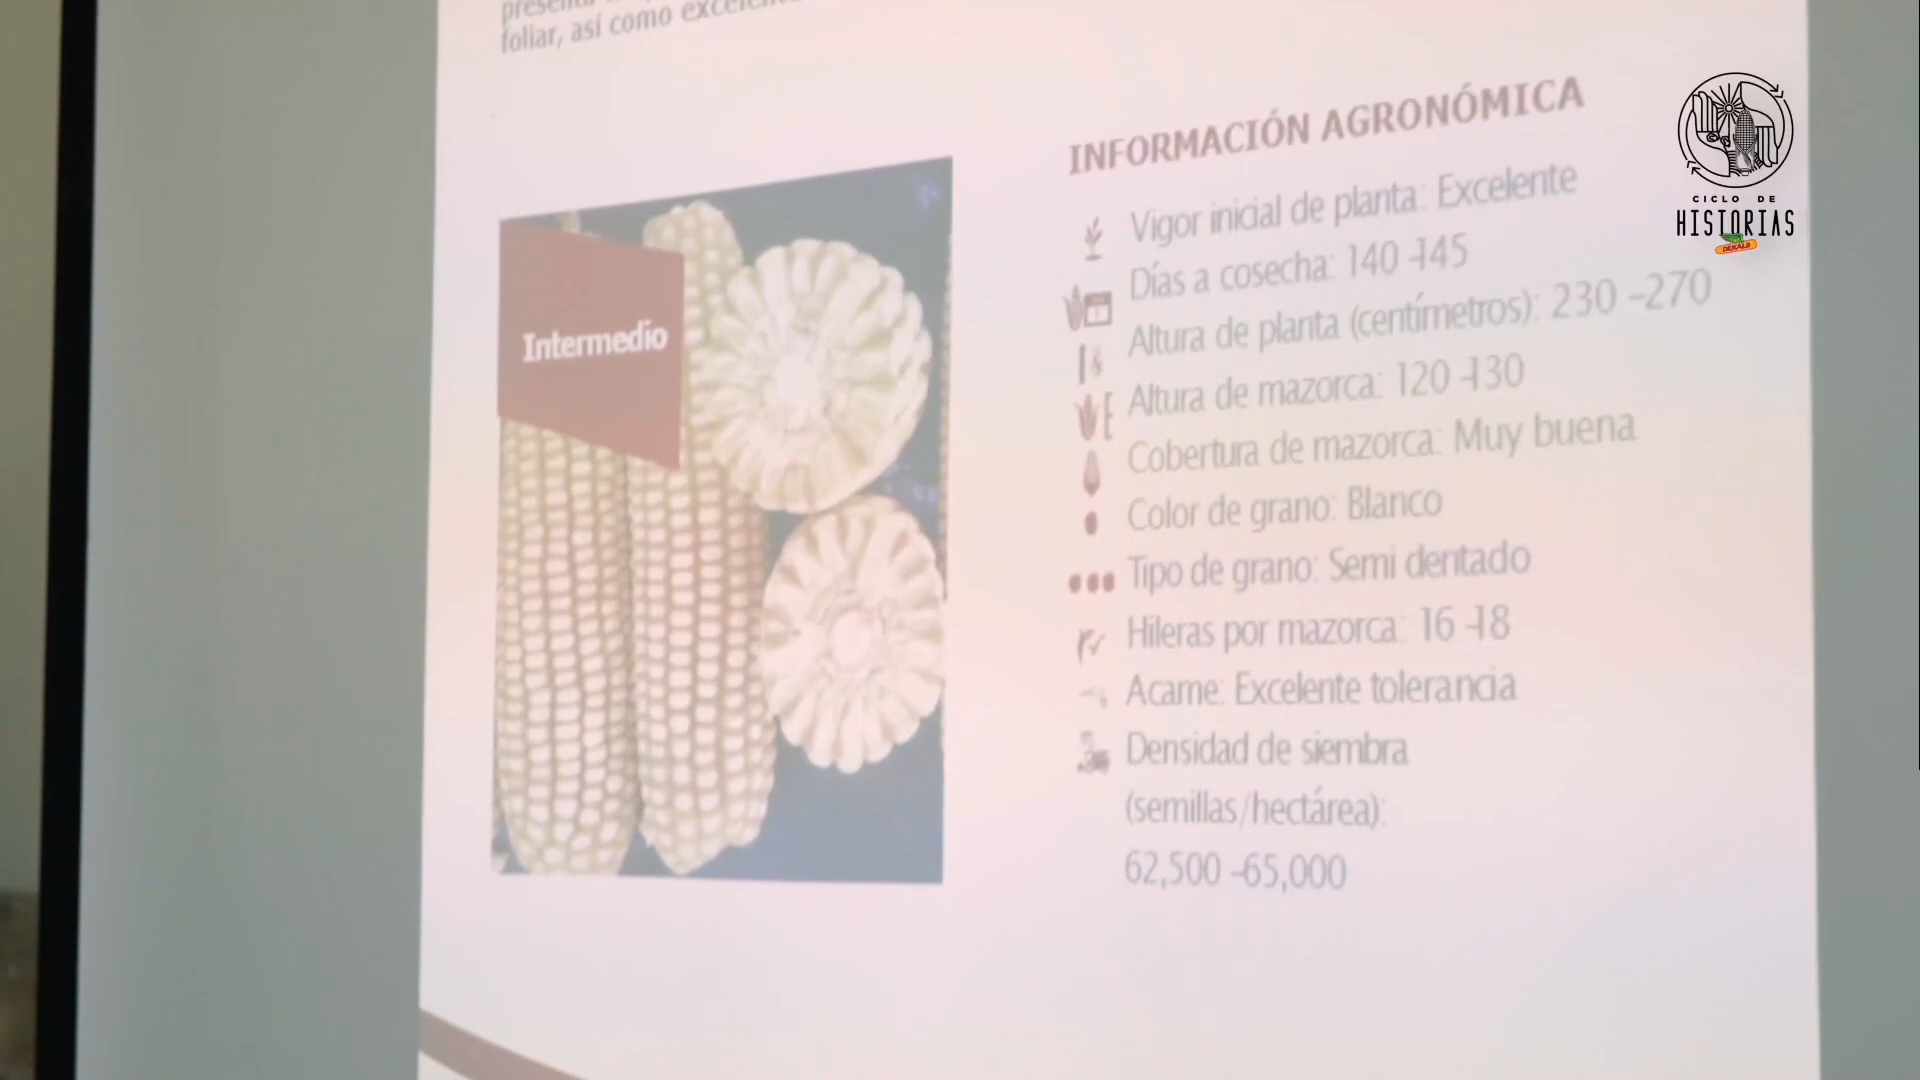 foliar, así como
INFORMACIÓN AGRONÓMICA
Intermedio
Vigor inicial de planta: Excelente
Días a cosecha: 140 -145
Altura de planta (centímetros): 230 -270
Altura de mazorca: 120 -130
Cobertura de mazorca: Muy buena
Color de grano: Blanco
Tipo de grano: Semi dentado
Hileras por mazorca: 16 -18
Acame: Excelente tolerancia
Densidad de siembra
(semillas/hectárea):
62,500 -65,000
CICLO DE
HISTORIAS
DEKALB